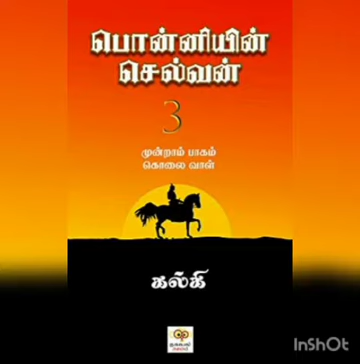 பொன்னியின்
செல்வன்
3
மூன்றாம் பாகம்
கொலை வாள்
கல்கி
InShOt